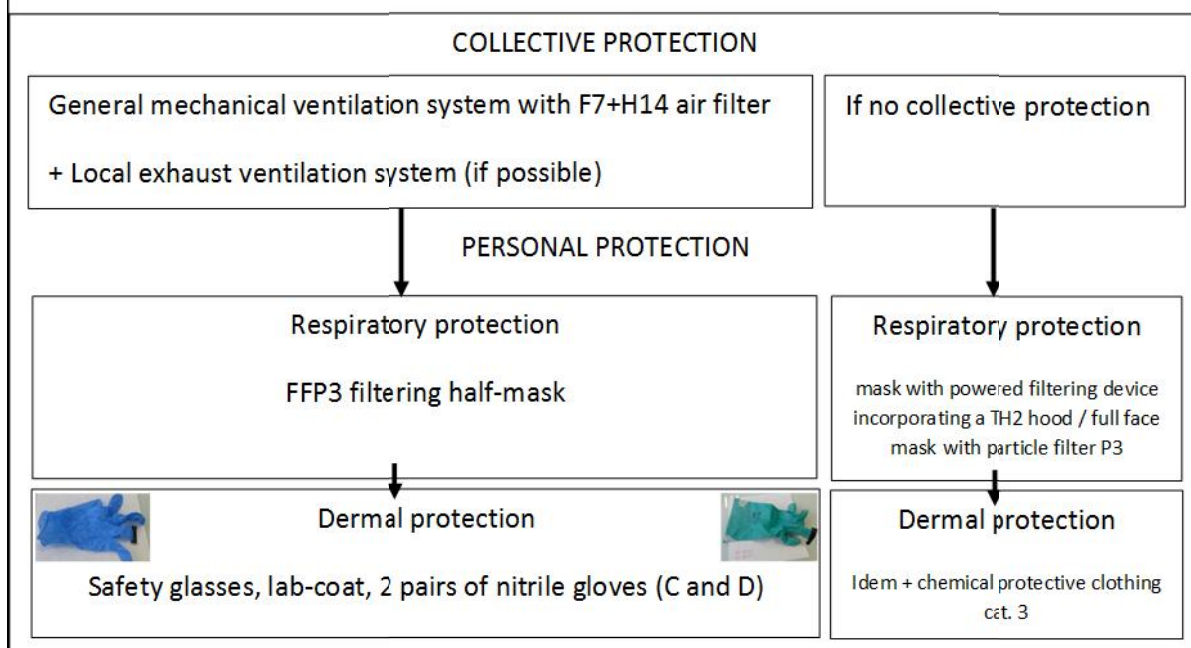 COLLECTIVE PROTECTION
General mechanical ventilation system with F7+H14 air filter
+ Local exhaust ventilation system (if possible)
If no collective protection
PERSONAL PROTECTION
Respiratory protection
FFP3 filtering half-mask
Respiratory protection
mask with powered filtering device
incorporating a TH2 hood / full face
mask with particle filter P3
Dermal protection
Safety glasses, lab-coat, 2 pairs of nitrile gloves (C and D)
Dermal protection
Idem + chemical protective clothing
cat. 3